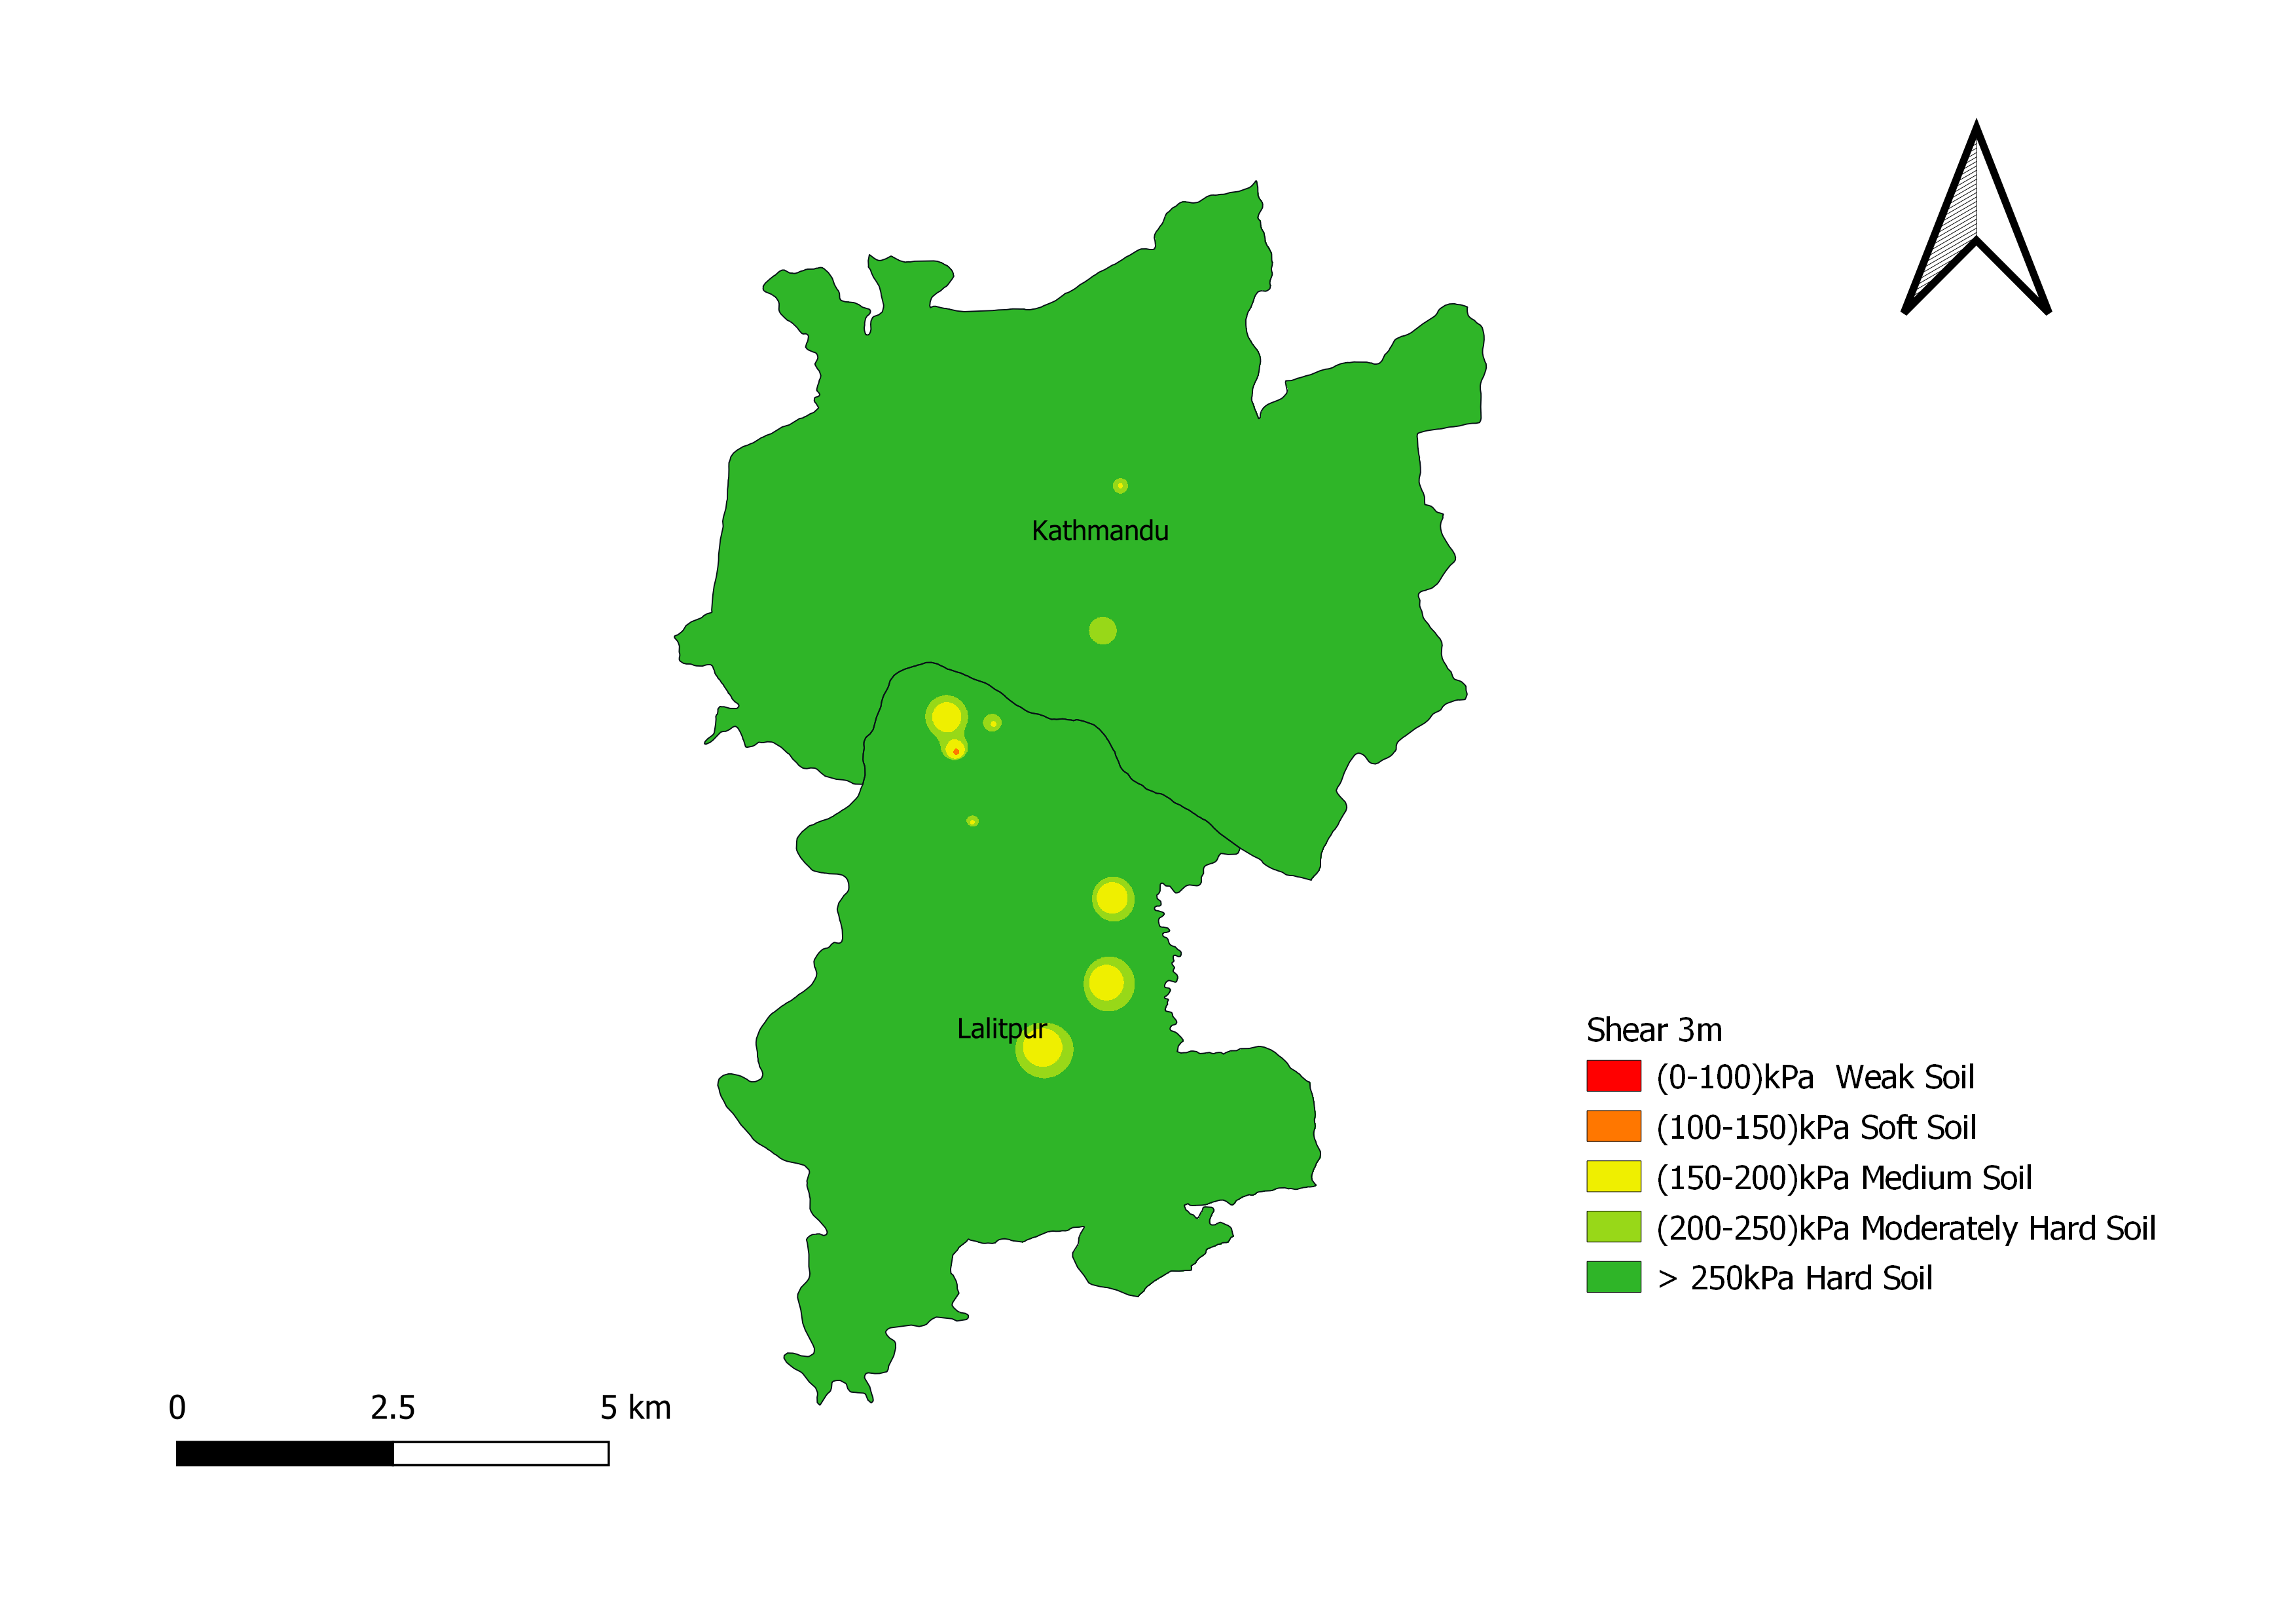 Kathmandu
Lalitpur
Shear 3m
(0-100)kPa  Weak Soil
(100-150)kPa Soft Soil
(150-200)kPa Medium Soil
(200-250)kPa Moderately Hard Soil
> 250kPa Hard Soil
0 2.5 5 km